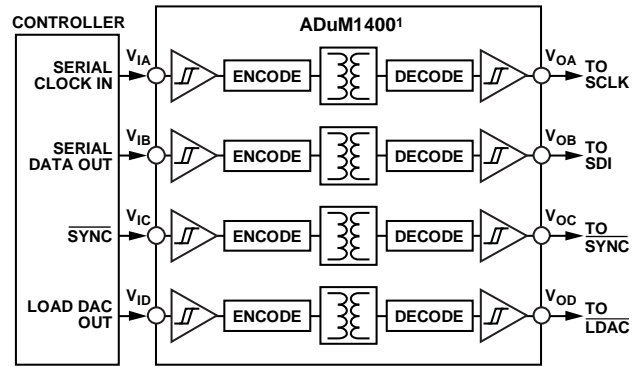 CONTROLLER
ADuM1400¹
SERIAL CLOCK IN
V_IA
ENCODE
DECODE
V_OA
TO SCLK
SERIAL DATA OUT
V_IB
ENCODE
DECODE
V_OB
TO SDI
SYNC
V_IC
ENCODE
DECODE
V_OC
TO SYNC
LOAD DAC OUT
V_ID
ENCODE
DECODE
V_OD
TO LDAC